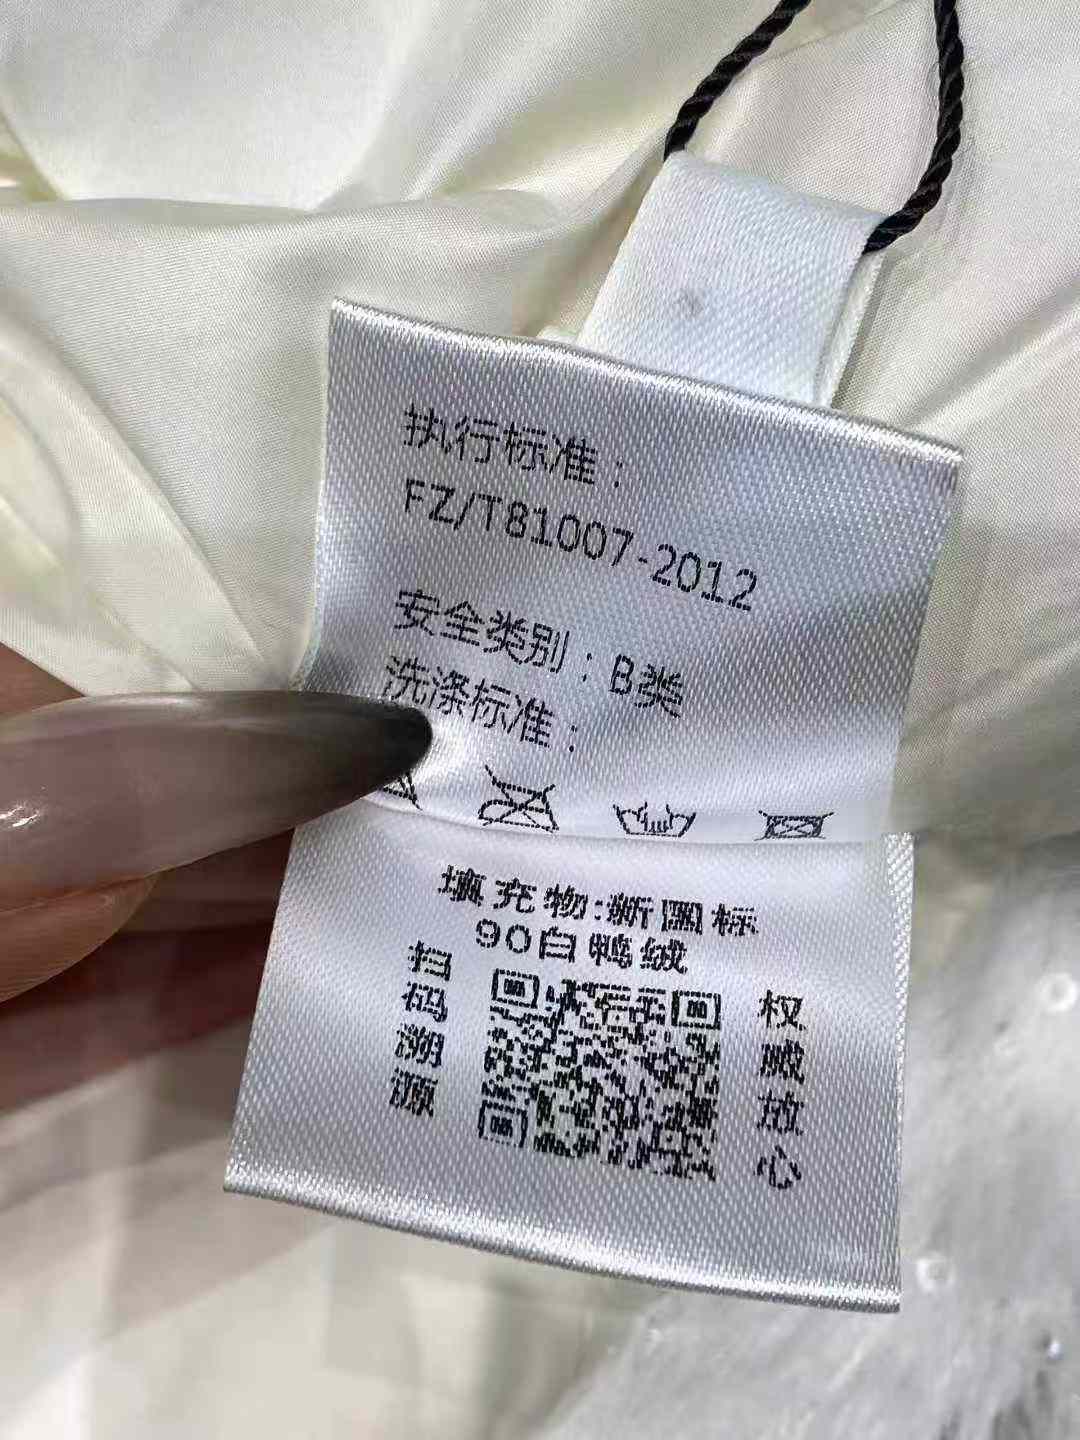 执行标准：
FZ/T81007-2012
安全类别：B类
洗涤标准：
填充物:新国标
90白鸭绒
扫码溯源
权威放心